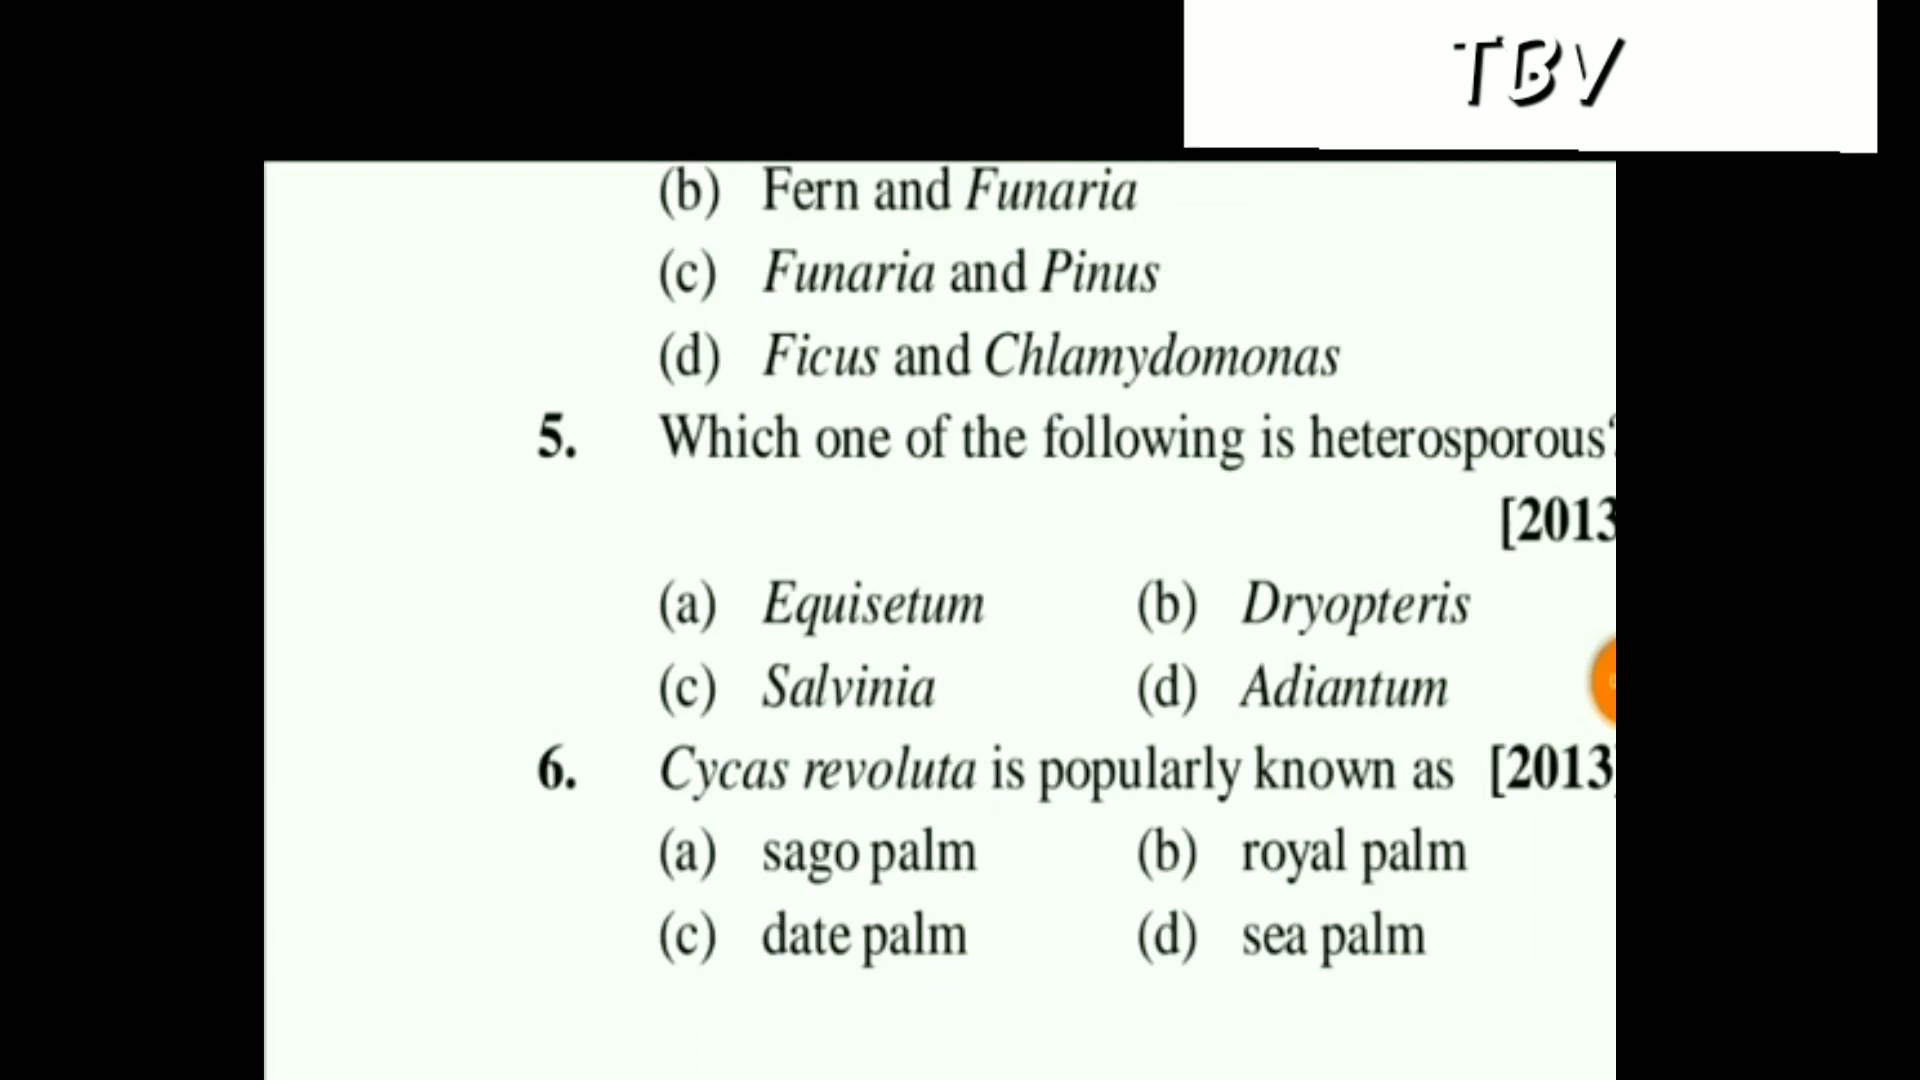 TBV
(b) Fern and Funaria
(c) Funaria and Pinus
(d) Ficus and Chlamydomonas
5. Which one of the following is heterosporous?
[2013
(a) Equisetum (b) Dryopteris
(c) Salvinia (d) Adiantum
6. Cycas revoluta is popularly known as [2013]
(a) sago palm (b) royal palm
(c) date palm (d) sea palm